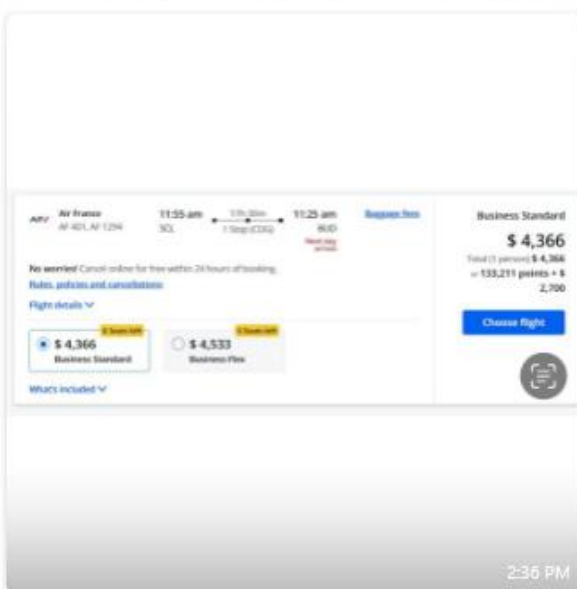 Air France
11:55 am
11:25 am
Baggage fees
AF 401, AF 1294
SCL
1 Stop (CDG)
BUD
Next day arrival
No worries! Cancel online for free within 24 hours of booking.
Rules, policies and cancellations
Flight details
$ 4,366
Business Standard
$ 4,533
Business Flex
What's included
Business Standard
$ 4,366
Total (1 person) $ 4,366
or 133,211 points + $
2,700
Choose flight
2:36 PM